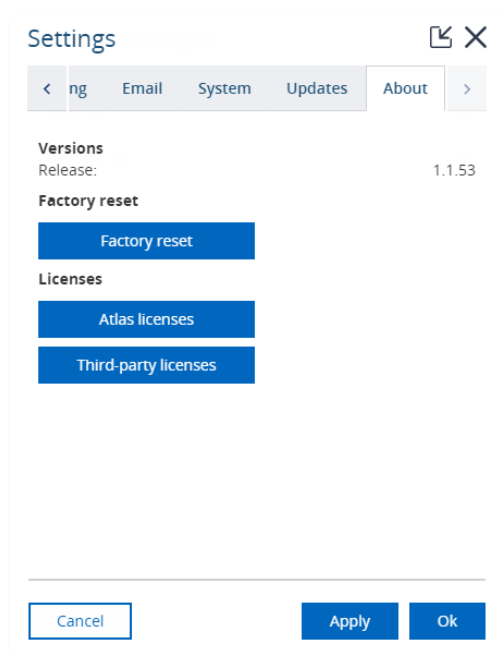 Settings
ng Email System Updates About
Versions
Release: 1.1.53
Factory reset
Factory reset
Licenses
Atlas licenses
Third-party licenses
Cancel Apply Ok